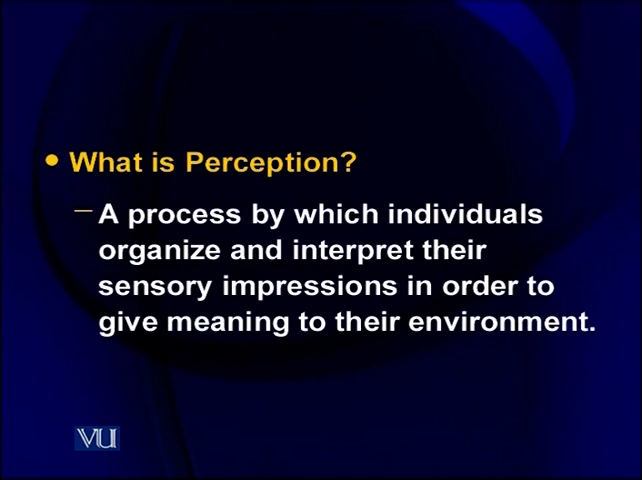 • What is Perception?
– A process by which individuals
organize and interpret their
sensory impressions in order to
give meaning to their environment.
VU